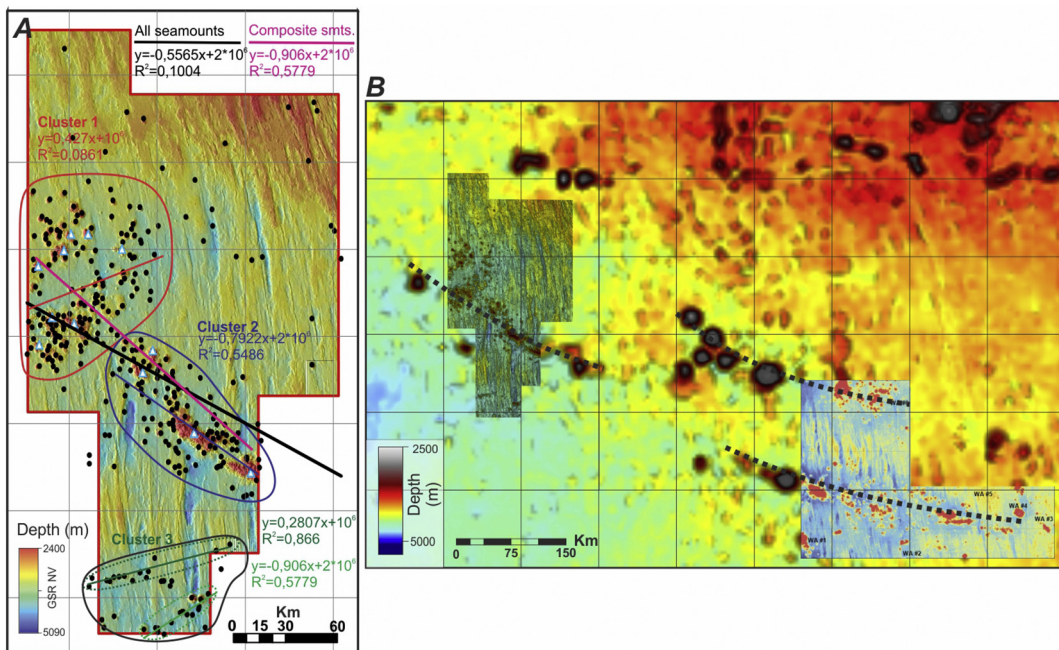 A
All seamounts
y=-0,5565x+2*10⁶
R²=0,1004
Composite smts.
y=-0,906x+2*10⁶
R²=0,5779
Cluster 1
y=0,427x+10⁶
R²=0,0861
Cluster 2
y=-0,7922x+2*10⁶
R²=0,5486
Cluster 3
y=0,2807x+10⁶
R²=0,866
y=-0,906x+2*10⁶
R²=0,5779
Depth (m)
2400
GSR NV
5090
Km
0 15 30 60
B
2500
Depth
(m)
5000
Km
0 75 150
WA #5
WA #4
WA #3
WA #1
WA #2